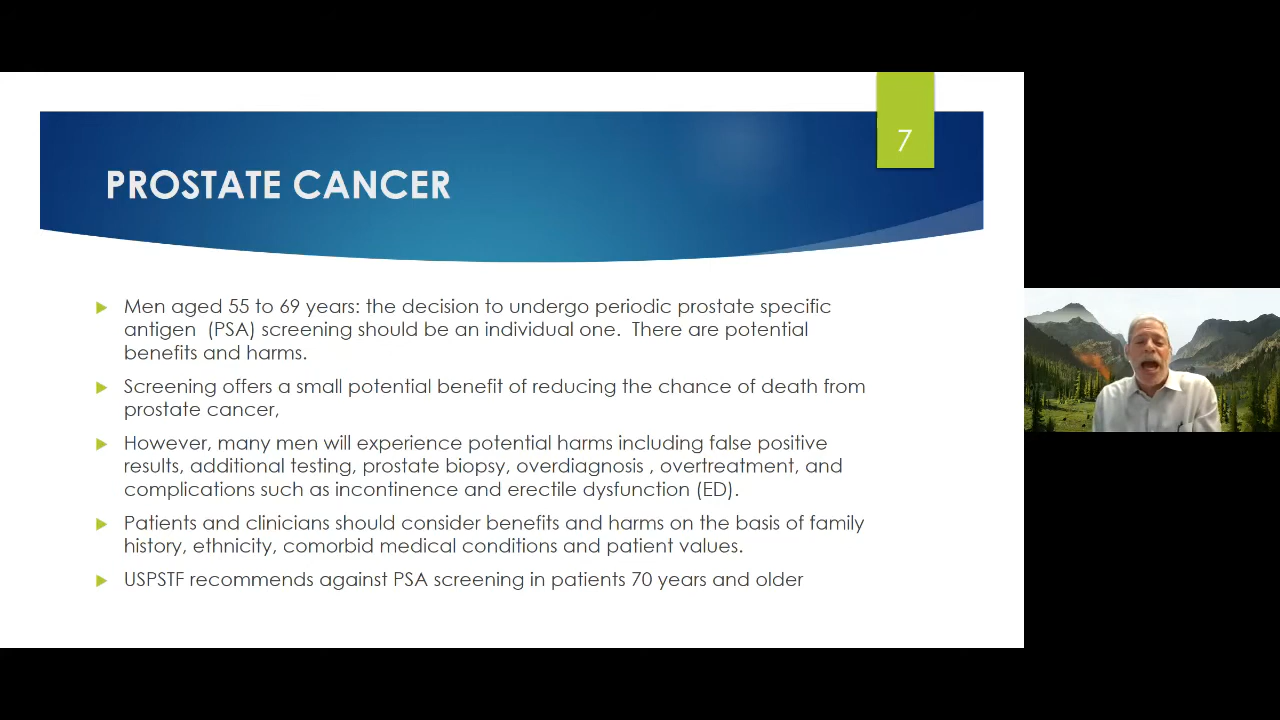 7
PROSTATE CANCER
Men aged 55 to 69 years: the decision to undergo periodic prostate specific
antigen  (PSA) screening should be an individual one.  There are potential
benefits and harms.
Screening offers a small potential benefit of reducing the chance of death from
prostate cancer,
However, many men will experience potential harms including false positive
results, additional testing, prostate biopsy, overdiagnosis , overtreatment, and
complications such as incontinence and erectile dysfunction (ED).
Patients and clinicians should consider benefits and harms on the basis of family
history, ethnicity, comorbid medical conditions and patient values.
USPSTF recommends against PSA screening in patients 70 years and older